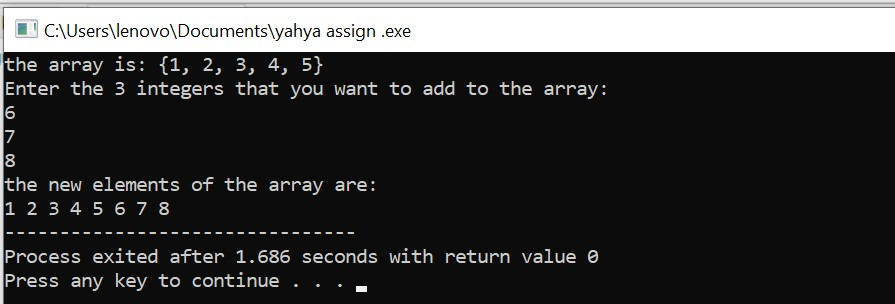 C:\Users\lenovo\Documents\yahya assign .exe
the array is: {1, 2, 3, 4, 5}
Enter the 3 integers that you want to add to the array:
6
7
8
the new elements of the array are:
1 2 3 4 5 6 7 8
--------------------------------
Process exited after 1.686 seconds with return value 0
Press any key to continue . . .